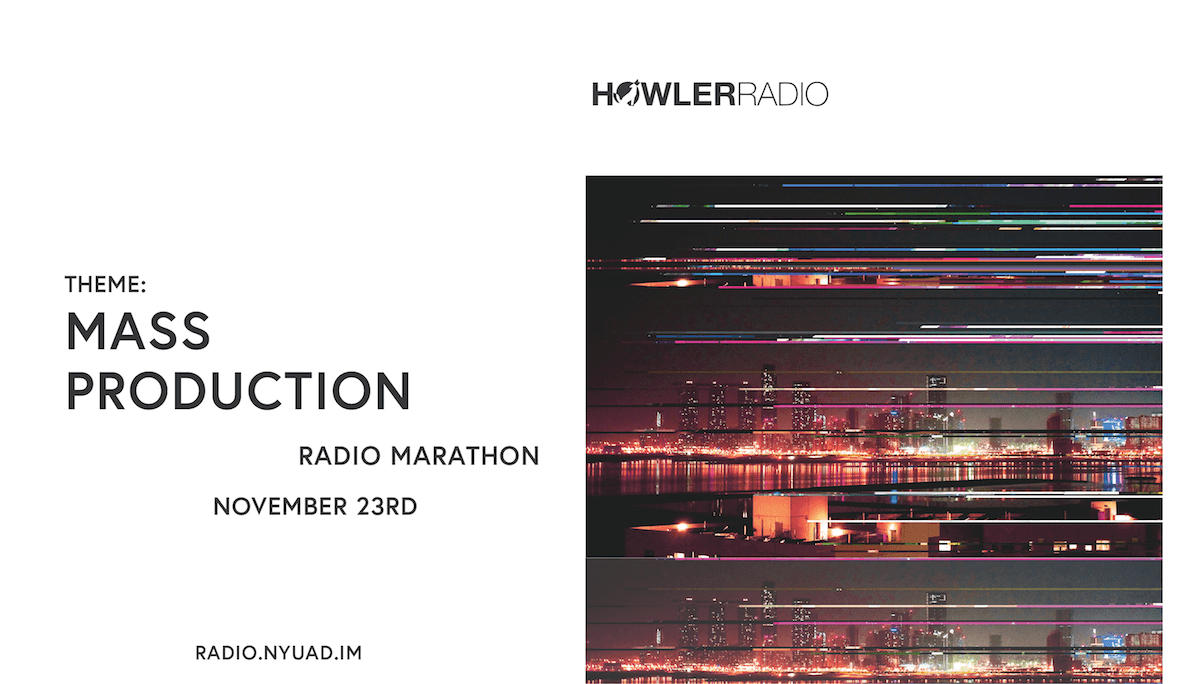 HOWLERRADIO
THEME:
MASS
PRODUCTION
RADIO MARATHON
NOVEMBER 23RD
RADIO.NYUAD.IM